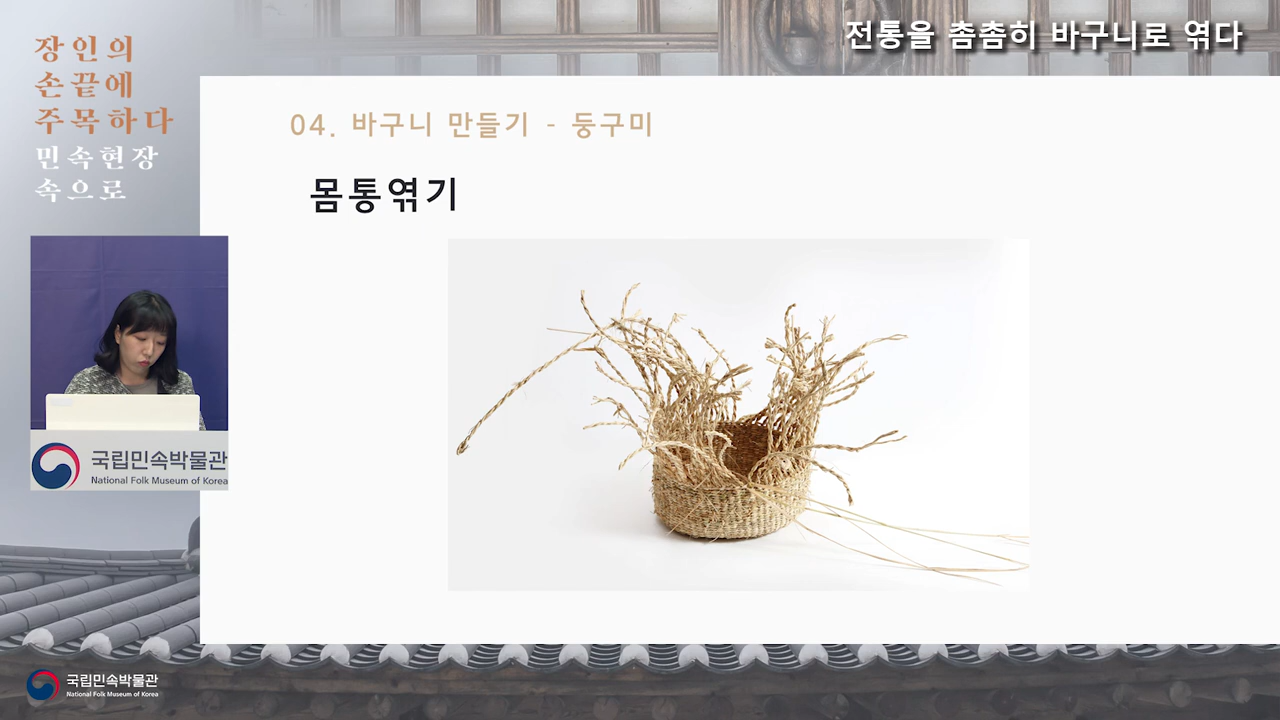 전통을 촘촘히 바구니로 엮다
장인의
손끝에
주목하다
민속현장
속으로
04. 바구니 만들기 - 둥구미
몸통엮기
국립민속박물관
National Folk Museum of Korea
국립민속박물관
National Folk Museum of Korea